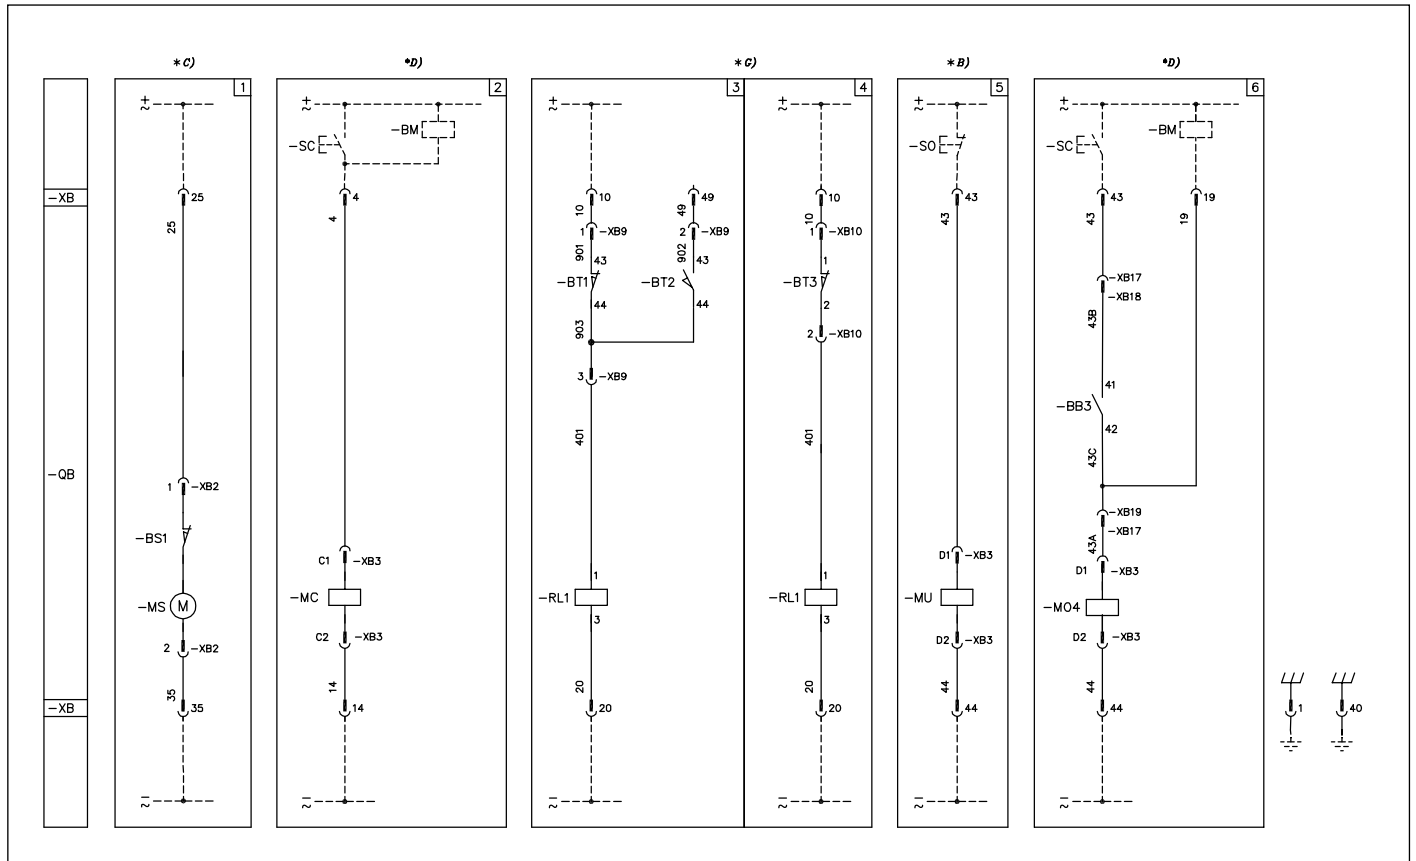 *C)
*D)
*G)
*B)
*D)
1
2
3
4
5
6
+
~
+
~
+
~
+
~
+
~
+
~
-BM
-SC
-SO
-SC
-BM
-XB
25
4
10
49
10
43
43
19
25
4
10
49
10
43
43
19
1 -XB9
2 -XB9
1 -XB10
901
902
43
43
1
-BT1
-BT2
-BT3
44
44
2
903
2 -XB10
3 -XB9
-XB17
-XB18
43B
41
-BB3
42
401
401
43C
-QB
1 -XB2
-BS1
-XB19
-XB17
43A
C1 -XB3
D1 -XB3
D1 -XB3
1
1
-MS
M
-MC
-RL1
-RL1
-MU
-MO4
3
3
2 -XB2
C2 -XB3
D2 -XB3
D2 -XB3
35
14
20
20
44
44
-XB
35
14
20
20
44
44
1
40
-
~
-
~
-
~
-
~
-
~
-
~